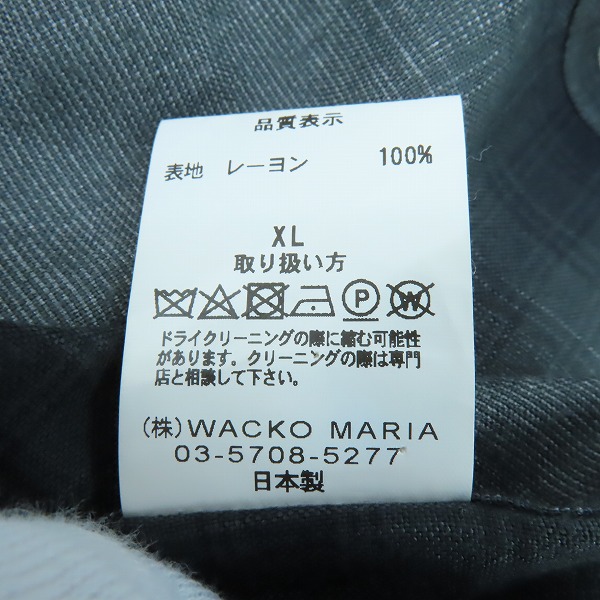 品質表示
表地 レーヨン 100%
XL
取り扱い方
P W
ドライクリーニングの際に縮む可能性
があります。クリーニングの際は専門
店と相談して下さい。
(株)WACKO MARIA
03-5708-5277
日本製